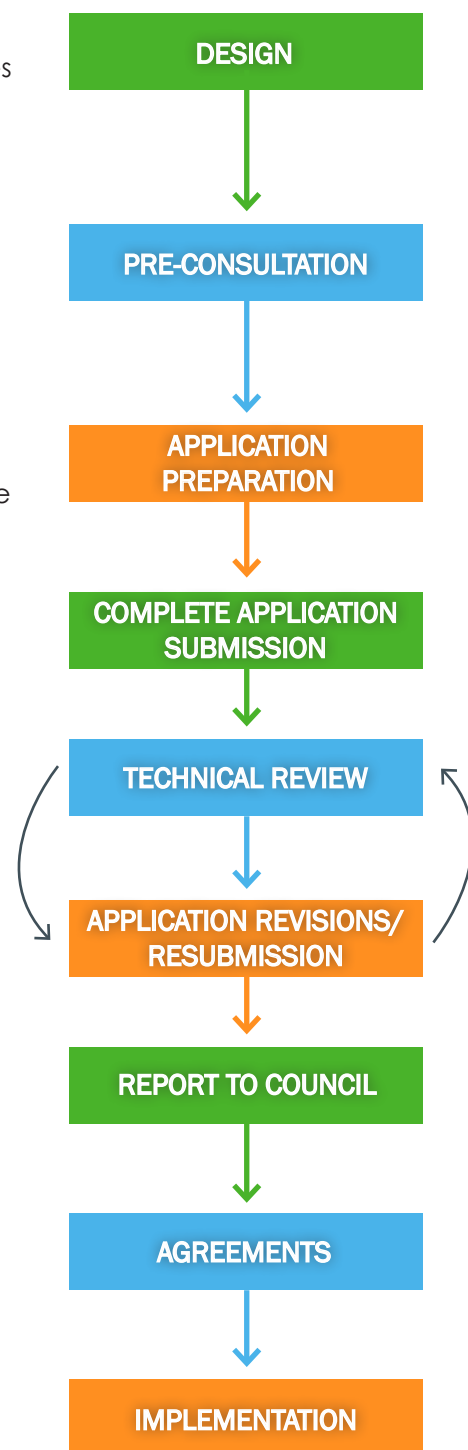 DESIGN
PRE-CONSULTATION
APPLICATION
PREPARATION
COMPLETE APPLICATION
SUBMISSION
TECHNICAL REVIEW
APPLICATION REVISIONS/
RESUBMISSION
REPORT TO COUNCIL
AGREEMENTS
IMPLEMENTATION